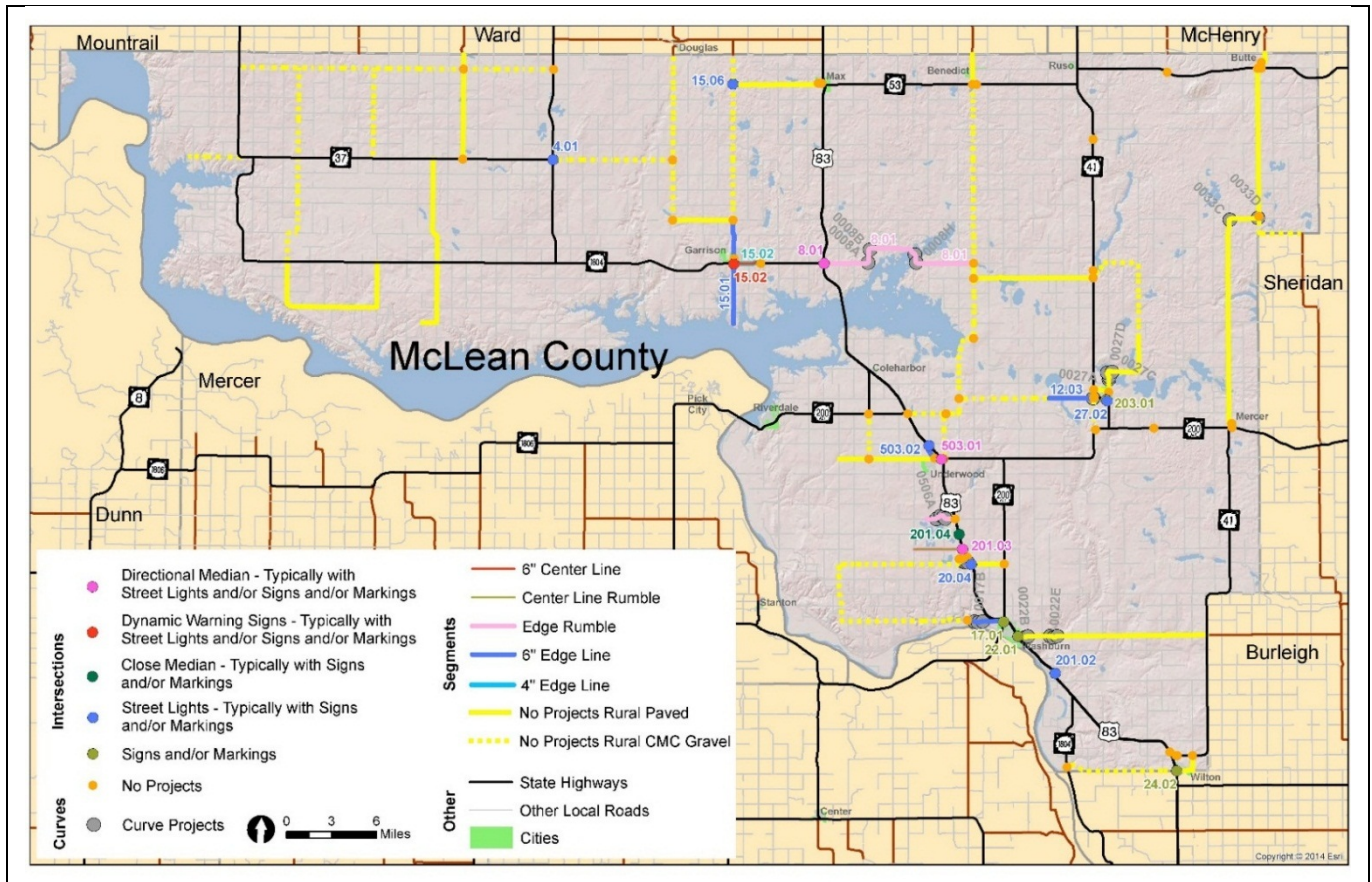 Mountrail
Ward
McHenry
Douglas
Butte
Max
Benedict
Ruso
15.06
53
37
4.01
83
41
0033C
0033D
Garrison
15.02
15.02
15.01
1804
8.01
0008B
0008A
8.01
8.01
Sheridan
McLean County
Mercer
8
Coleharbor
0027A
0027D
0027C
12.03
27.02
203.01
Pick
City
Riverdale
200
Mercer
200
1806
1806
503.02
503.01
Underwood
0506A
83
200
41
Dunn
201.04
201.03
20.04
Stanton
17.01
22.01
0022B
0022E
Washburn
201.02
Burleigh
83
1804
Wilton
24.02
Center
Intersections
Directional Median - Typically with
Street Lights and/or Signs and/or Markings
Dynamic Warning Signs - Typically with
Street Lights and/or Signs and/or Markings
Close Median - Typically with Signs
and/or Markings
Street Lights - Typically with Signs
and/or Markings
Signs and/or Markings
No Projects
Curves
Curve Projects
0 3 6
Miles
Segments
6" Center Line
Center Line Rumble
Edge Rumble
6" Edge Line
4" Edge Line
No Projects Rural Paved
No Projects Rural CMC Gravel
Other
State Highways
Other Local Roads
Cities
Copyright © 2014 Esri